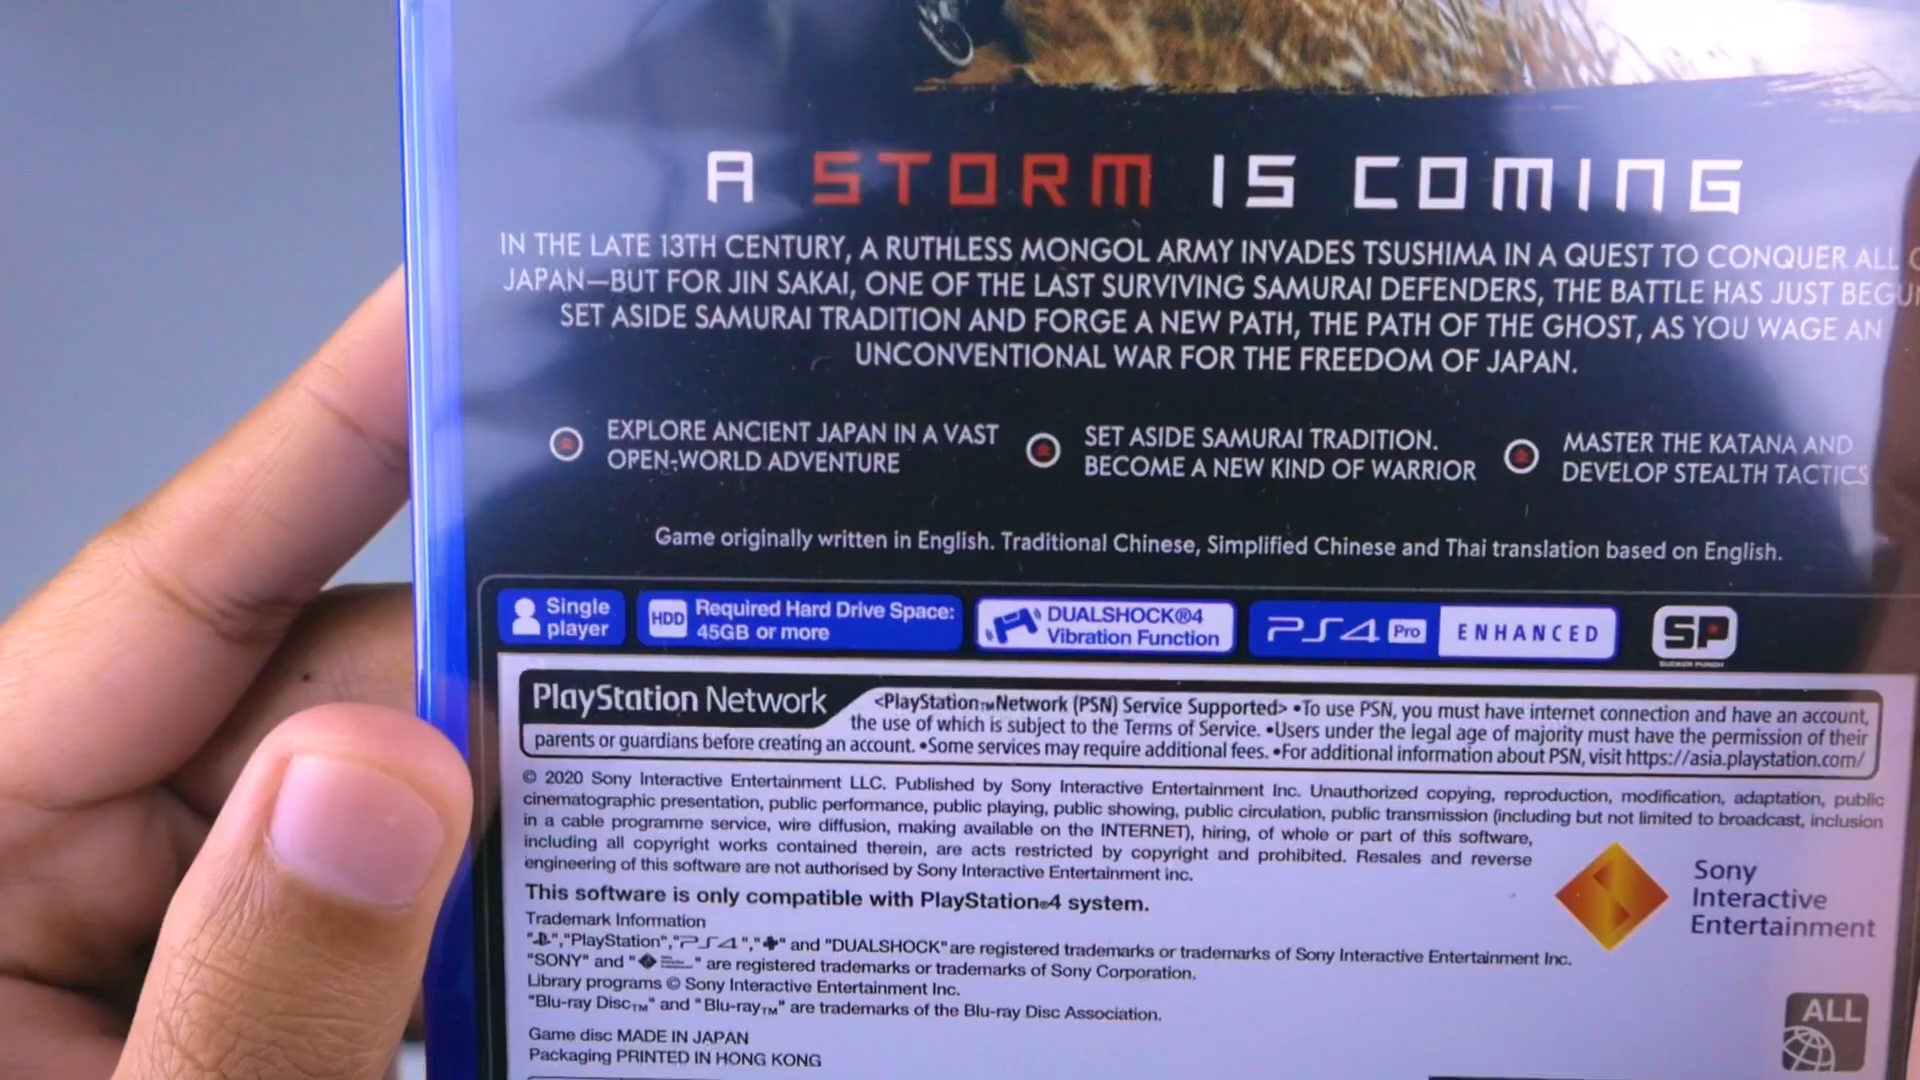 A STORM IS COMING
IN THE LATE 13TH CENTURY, A RUTHLESS MONGOL ARMY INVADES TSUSHIMA IN A QUEST TO CONQUER ALL
JAPAN—BUT FOR JIN SAKAI, ONE OF THE LAST SURVIVING SAMURAI DEFENDERS, THE BATTLE HAS JUST BEGU
SET ASIDE SAMURAI TRADITION AND FORGE A NEW PATH, THE PATH OF THE GHOST, AS YOU WAGE AN
UNCONVENTIONAL WAR FOR THE FREEDOM OF JAPAN.
EXPLORE ANCIENT JAPAN IN A VAST
OPEN-WORLD ADVENTURE
SET ASIDE SAMURAI TRADITION.
BECOME A NEW KIND OF WARRIOR
MASTER THE KATANA AND
DEVELOP STEALTH TACTICS
Game originally written in English. Traditional Chinese, Simplified Chinese and Thai translation based on English.
Single
player
HDD
Required Hard Drive Space:
45GB or more
DUALSHOCK®4
Vibration Function
PS4 Pro ENHANCED
SP
SUCKER PUNCH
PlayStation Network
<PlayStation™Network (PSN) Service Supported> •To use PSN, you must have internet connection and have an account,
the use of which is subject to the Terms of Service. •Users under the legal age of majority must have the permission of their
parents or guardians before creating an account. •Some services may require additional fees. •For additional information about PSN, visit https://asia.playstation.com/
© 2020 Sony Interactive Entertainment LLC. Published by Sony Interactive Entertainment Inc. Unauthorized copying, reproduction, modification, adaptation, public
cinematographic presentation, public performance, public playing, public showing, public circulation, public transmission (including but not limited to broadcast, inclusion
in a cable programme service, wire diffusion, making available on the INTERNET), hiring, of whole or part of this software,
including all copyright works contained therein, are acts restricted by copyright and prohibited. Resales and reverse
engineering of this software are not authorised by Sony Interactive Entertainment inc.
This software is only compatible with PlayStation®4 system.
Trademark Information
"","PlayStation","PS4","" and "DUALSHOCK" are registered trademarks or trademarks of Sony Interactive Entertainment Inc.
"SONY" and "" are registered trademarks or trademarks of Sony Corporation.
Library programs © Sony Interactive Entertainment Inc.
"Blu-ray Disc™" and "Blu-ray™" are trademarks of the Blu-ray Disc Association.
Game disc MADE IN JAPAN
Packaging PRINTED IN HONG KONG
Sony
Interactive
Entertainment
ALL